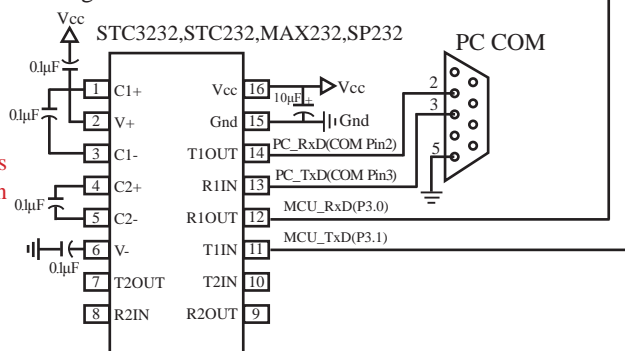 Vcc
STC3232,STC232,MAX232,SP232
PC COM
0.1μF
1 C1+ Vcc 16 Vcc
10μF +
0.1μF
2 V+ Gnd 15 Gnd
3 C1- T1OUT 14 PC_RxD(COM Pin2)
4 C2+ R1IN 13 PC_TxD(COM Pin3)
0.1μF
5 C2- R1OUT 12 MCU_RxD(P3.0)
6 V- T1IN 11 MCU_TxD(P3.1)
0.1μF
7 T2OUT T2IN 10
8 R2IN R2OUT 9
2
3
5